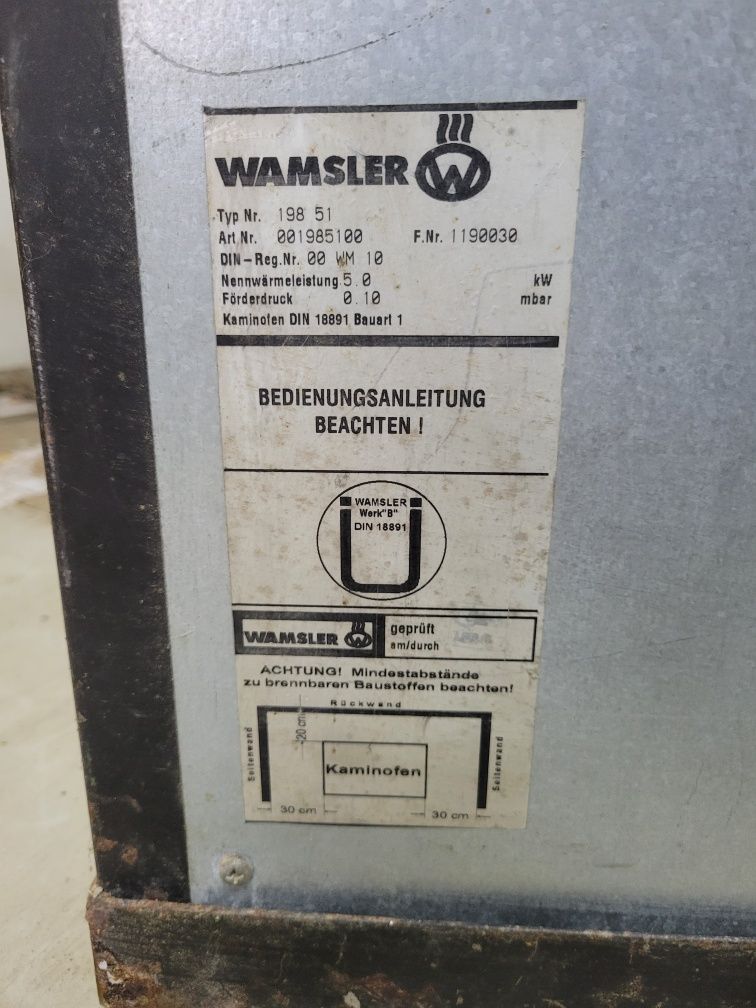 WAMSLER W
Typ Nr. 198 51
Art Nr. 001985100 F.Nr. 1190030
DIN-Reg.Nr. 00 WM 10
Nennwärmeleistung 5.0 kW
Förderdruck 0.10 mbar
Kaminofen DIN 18891 Bauart 1
BEDIENUNGSANLEITUNG
BEACHTEN !
WAMSLER
Werk"B"
DIN 18891
Ü
WAMSLER W geprüft
am/durch
ACHTUNG! Mindestabstände
zu brennbaren Baustoffen beachten!
Rückwand
Seitenwand 20 cm Seitenwand
Kaminofen
30 cm 30 cm